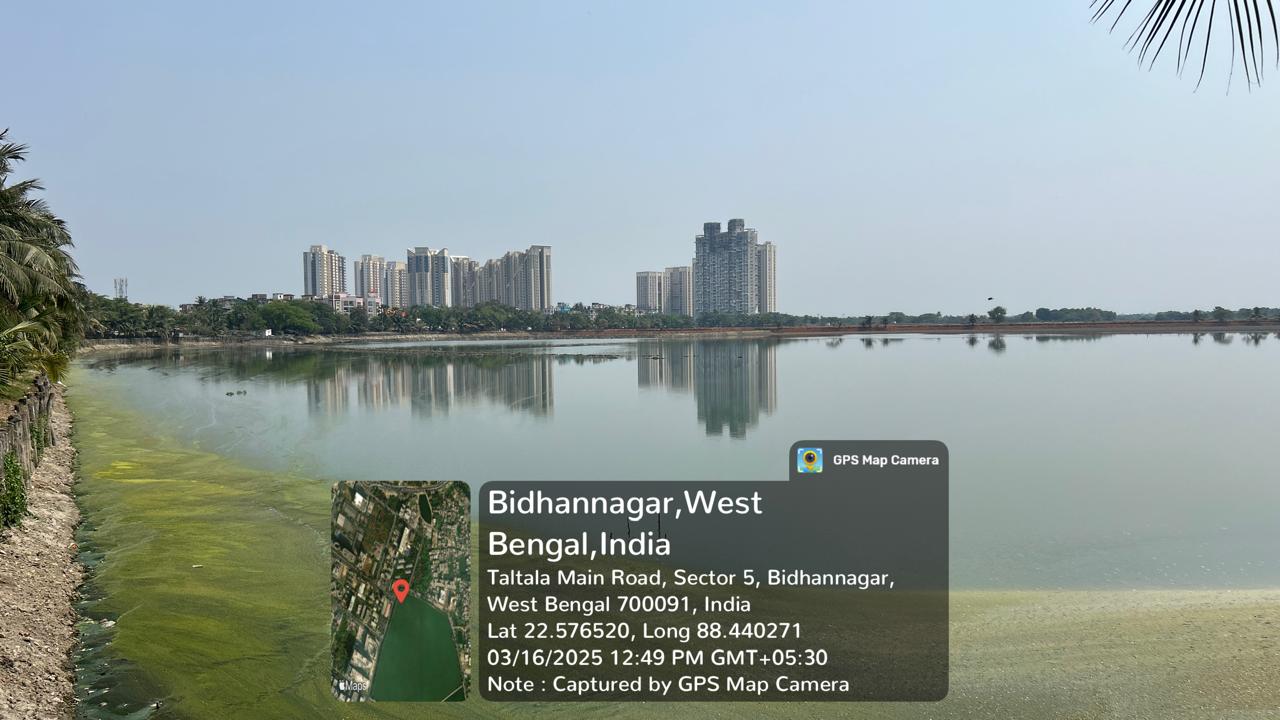 GPS Map Camera
Bidhannagar,West
Bengal,India
Taltala Main Road, Sector 5, Bidhannagar,
West Bengal 700091, India
Lat 22.576520, Long 88.440271
03/16/2025 12:49 PM GMT+05:30
Note : Captured by GPS Map Camera
Maps